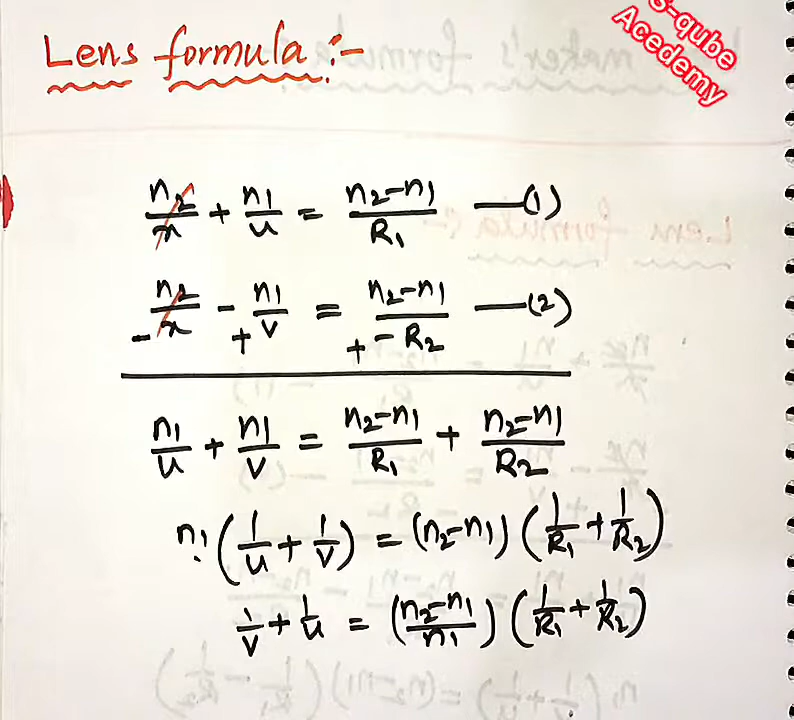 Lens formula :-
S-qube
Acedemy
n₂/x + n₁/u = n₂-n₁/R₁ —(1)
n₂/x - n₁/v = n₂-n₁/-R₂ —(2)
- + +
n₁/u + n₁/v = n₂-n₁/R₁ + n₂-n₁/R₂
n₁ (1/u + 1/v) = (n₂-n₁) (1/R₁ + 1/R₂)
1/v + 1/u = (n₂-n₁/n₁) (1/R₁ + 1/R₂)